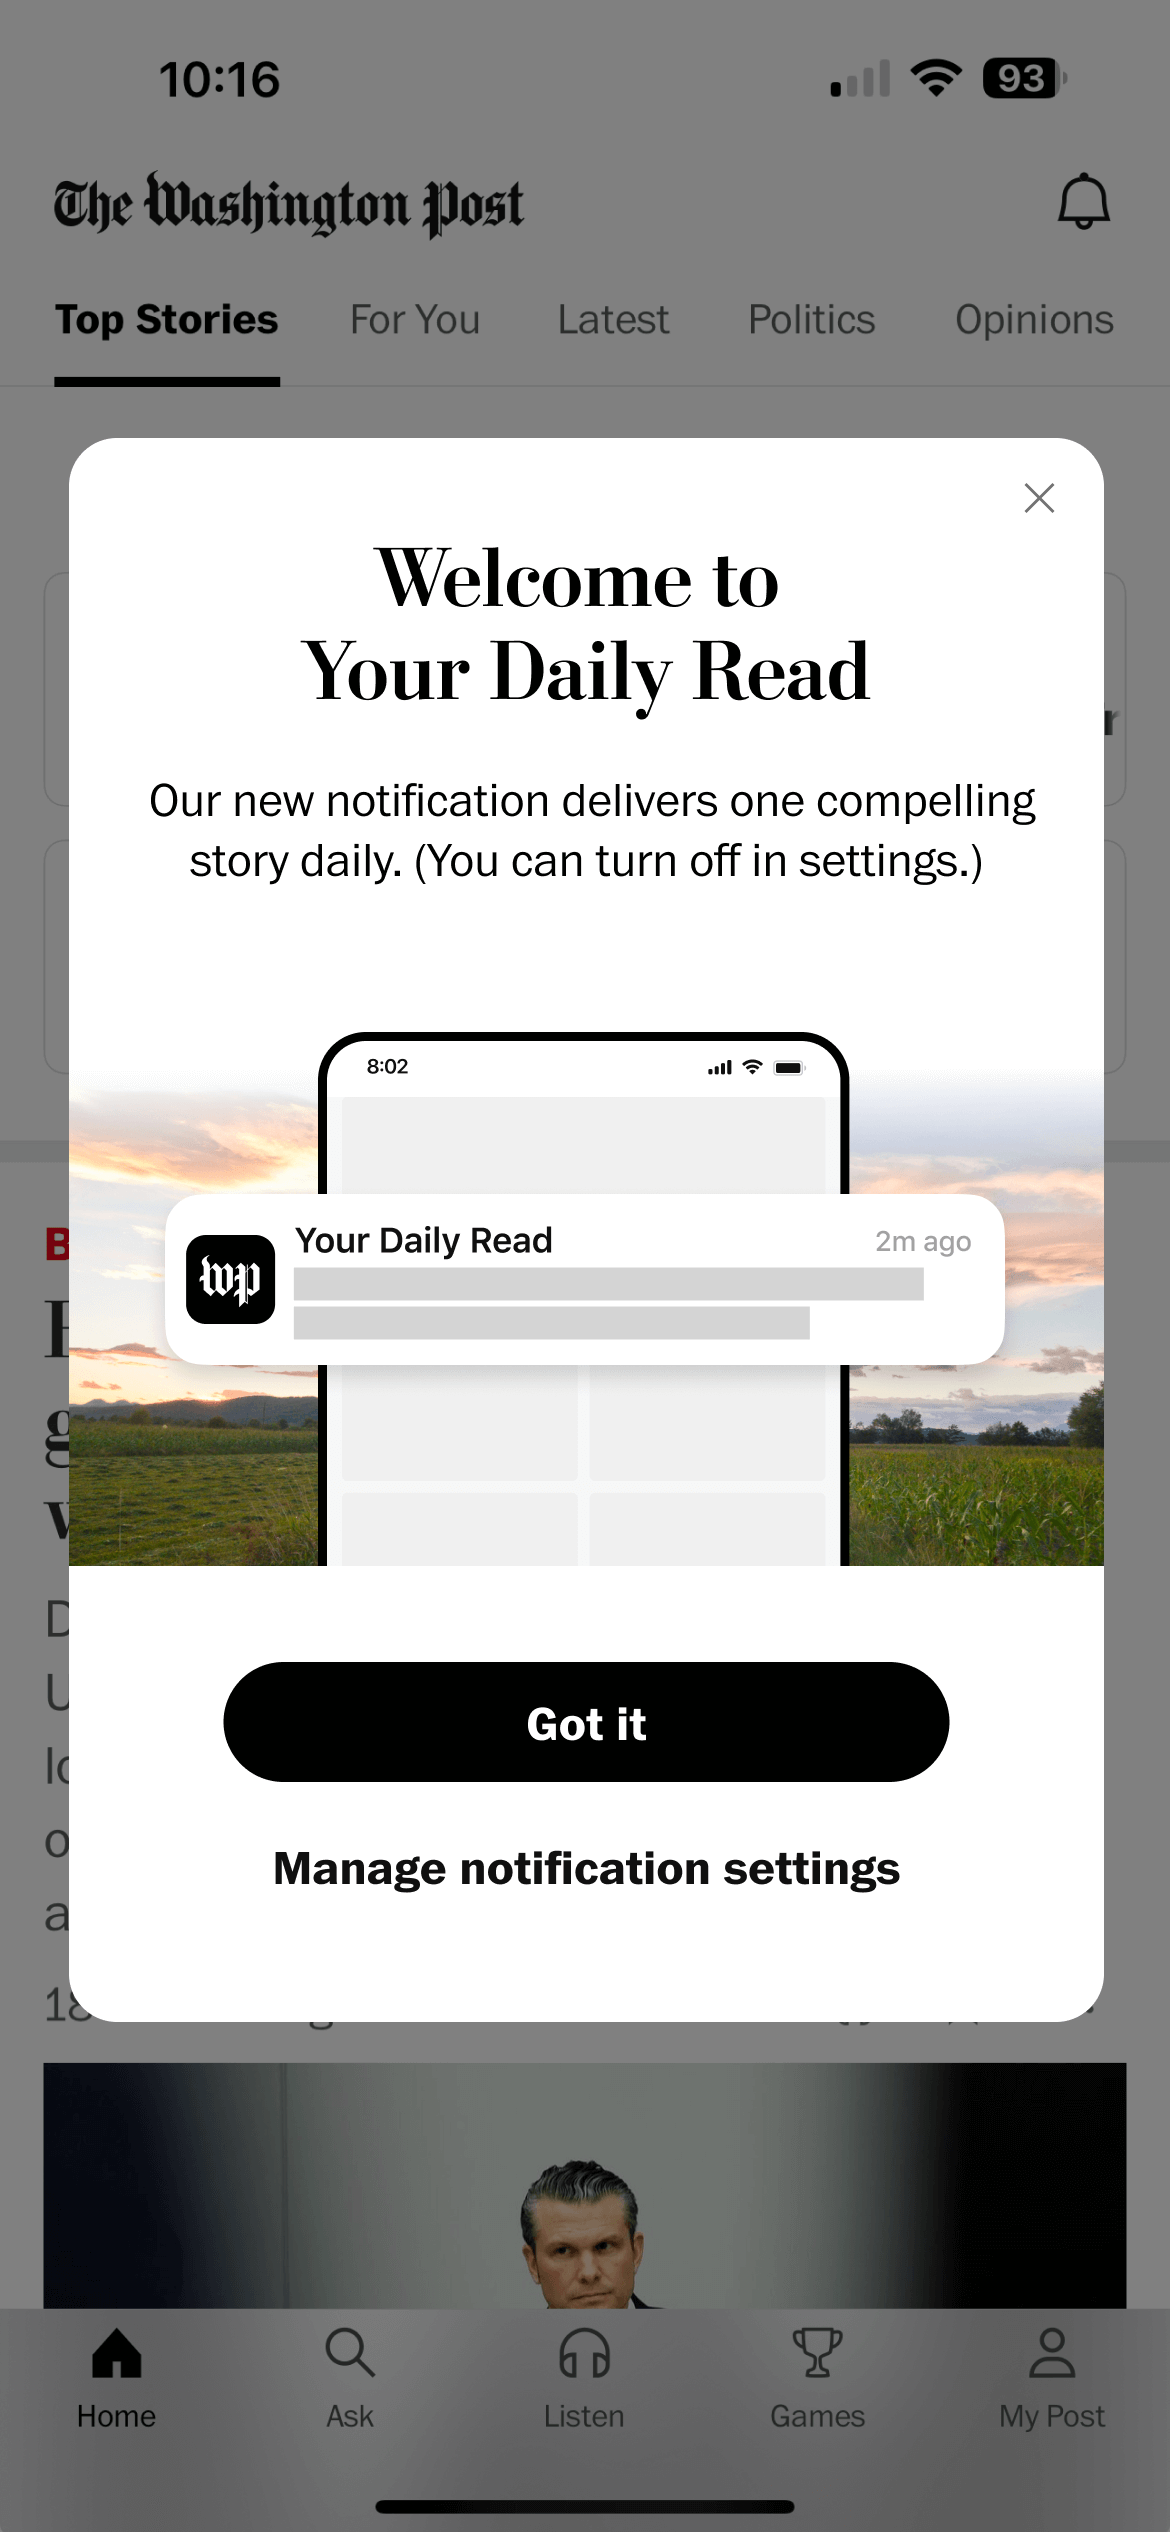 10:16
93
The Washington Post
Top Stories For You Latest Politics Opinions
Welcome to
Your Daily Read
Our new notification delivers one compelling
story daily. (You can turn off in settings.)
8:02
Your Daily Read 2m ago
wp
Got it
Manage notification settings
Home Ask Listen Games My Post